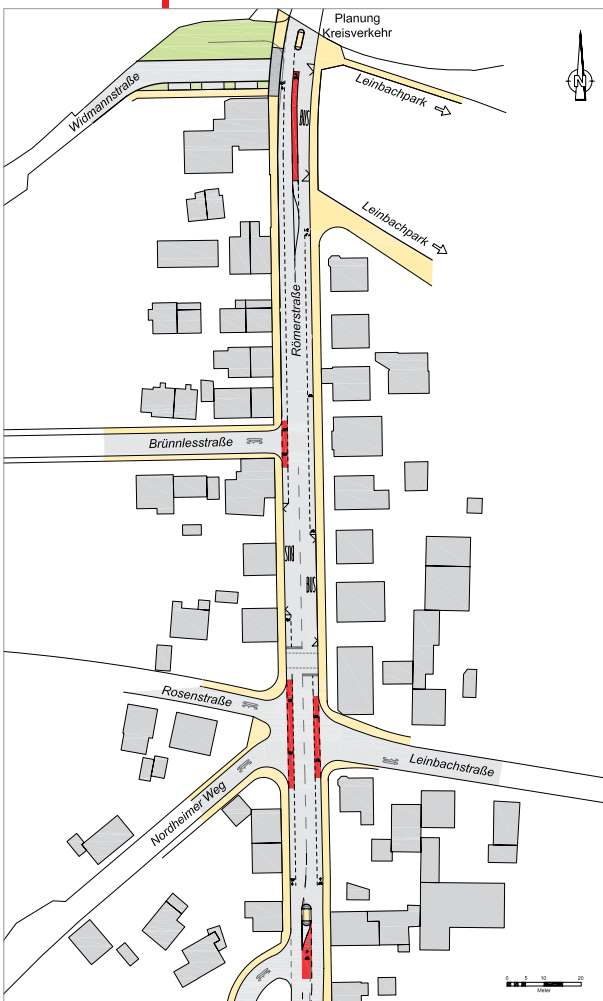 Planung
Kreisverkehr
Leinbachpark
Widmannstraße
BUS
Leinbachpark
Römerstraße
Brünnlesstraße
BUS
BUS
Rosenstraße
Leinbachstraße
Nordheimer Weg
0 5 10 20
Meter